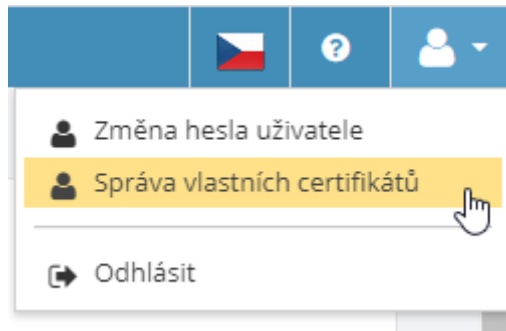 Změna hesla uživatele
Správa vlastních certifikátů
Odhlásit